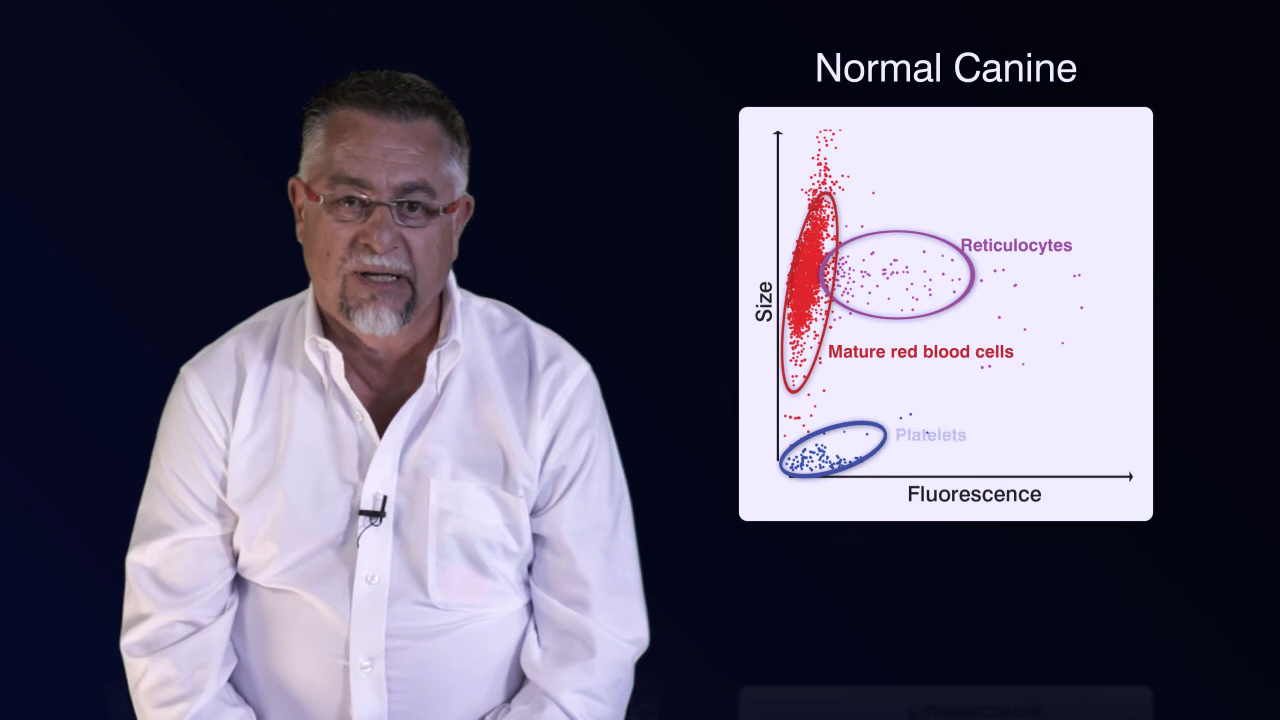 Normal Canine
Reticulocytes
Size
Mature red blood cells
Platelets
Fluorescence